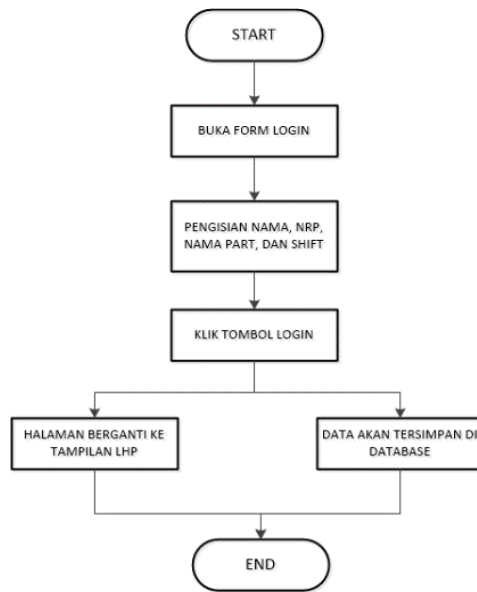 START
BUKA FORM LOGIN
PENGISIAN NAMA, NRP,
NAMA PART, DAN SHIFT
KLIK TOMBOL LOGIN
HALAMAN BERGANTI KE
TAMPILAN LHP
DATA AKAN TERSIMPAN DI
DATABASE
END